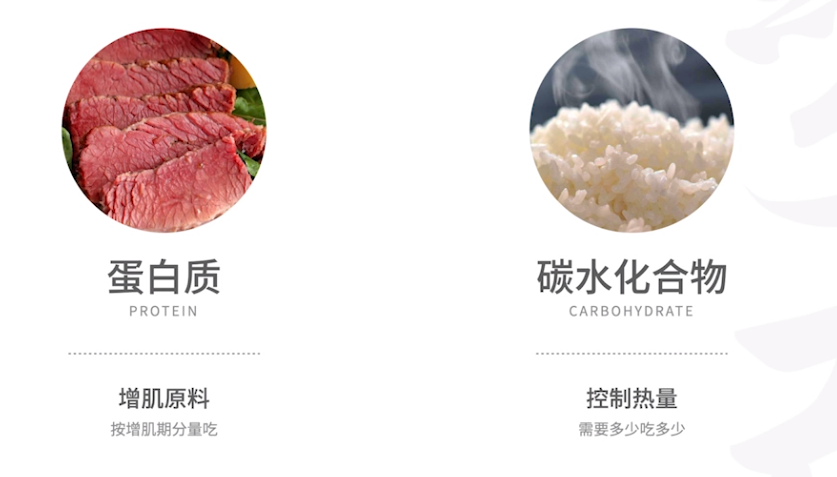 蛋白质
PROTEIN
增肌原料
按增肌期分量吃
碳水化合物
CARBOHYDRATE
控制热量
需要多少吃多少